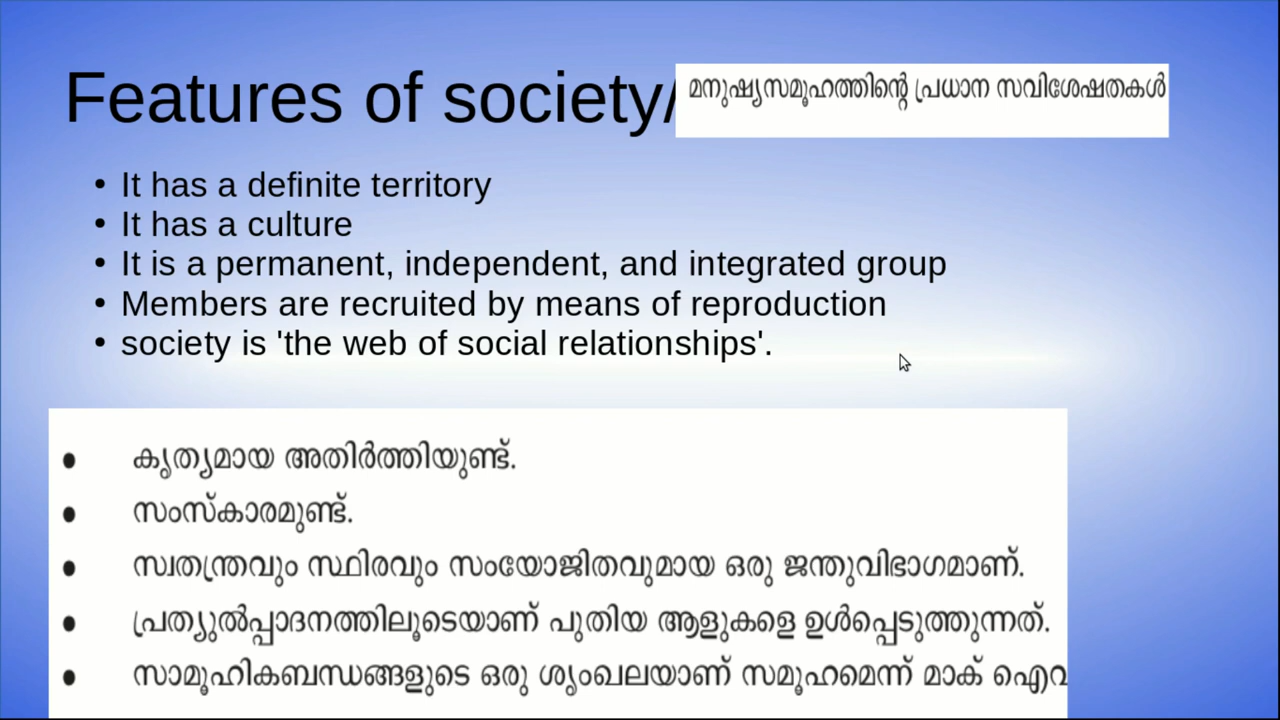 Features of society/ മനുഷ്യസമൂഹത്തിന്റെ പ്രധാന സവിശേഷതകൾ
• It has a definite territory
• It has a culture
• It is a permanent, independent, and integrated group
• Members are recruited by means of reproduction
• society is 'the web of social relationships'.
• കൃത്യമായ അതിർത്തിയുണ്ട്.
• സംസ്കാരമുണ്ട്.
• സ്വതന്ത്രവും സ്ഥിരവും സംയോജിതവുമായ ഒരു ജന്തുവിഭാഗമാണ്.
• പ്രത്യുൽപ്പാദനത്തിലൂടെയാണ് പുതിയ ആളുകളെ ഉൾപ്പെടുത്തുന്നത്.
• സാമൂഹികബന്ധങ്ങളുടെ ഒരു ശൃംഖലയാണ് സമൂഹമെന്ന് മാക്